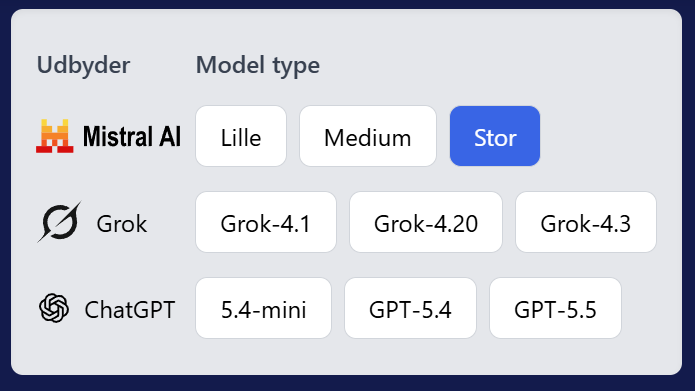 Udbyder Model type
Mistral AI Lille Medium Stor
Grok Grok-4.1 Grok-4.20 Grok-4.3
ChatGPT 5.4-mini GPT-5.4 GPT-5.5